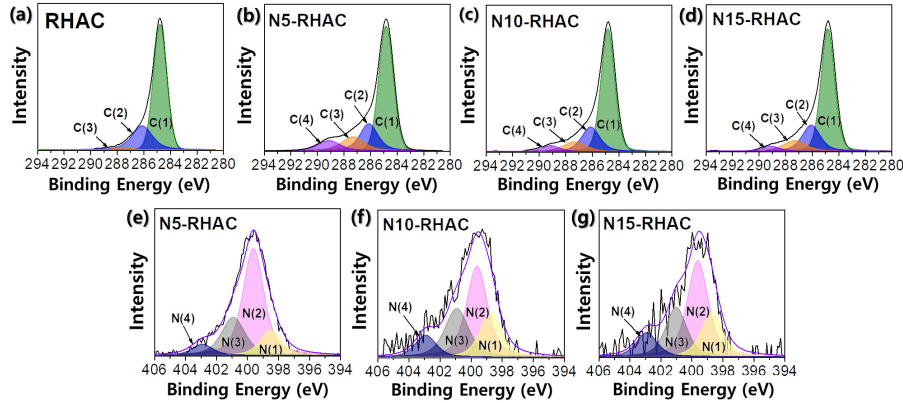 (a) RHAC
Intensity
C(3)
C(2)
C(1)
294 292 288 286 284 282 280
Binding Energy (eV)
(b) N5-RHAC
Intensity
C(4)
C(3)
C(2)
C(1)
294 292 288 286 284 282 280
Binding Energy (eV)
(c) N10-RHAC
Intensity
C(4)
C(3)
C(2)
C(1)
294 292 288 286 284 282 280
Binding Energy (eV)
(d) N15-RHAC
Intensity
C(4)
C(3)
C(2)
C(1)
294 292 288 286 284 282 280
Binding Energy (eV)
(e) N5-RHAC
Intensity
N(4)
N(3)
N(2)
N(1)
406 404 402 400 398 396 394
Binding Energy (eV)
(f) N10-RHAC
Intensity
N(4)
N(3)
N(2)
N(1)
406 404 402 400 398 396 394
Binding Energy (eV)
(g) N15-RHAC
Intensity
N(4)
N(3)
N(2)
N(1)
406 404 402 400 398 396 394
Binding Energy (eV)